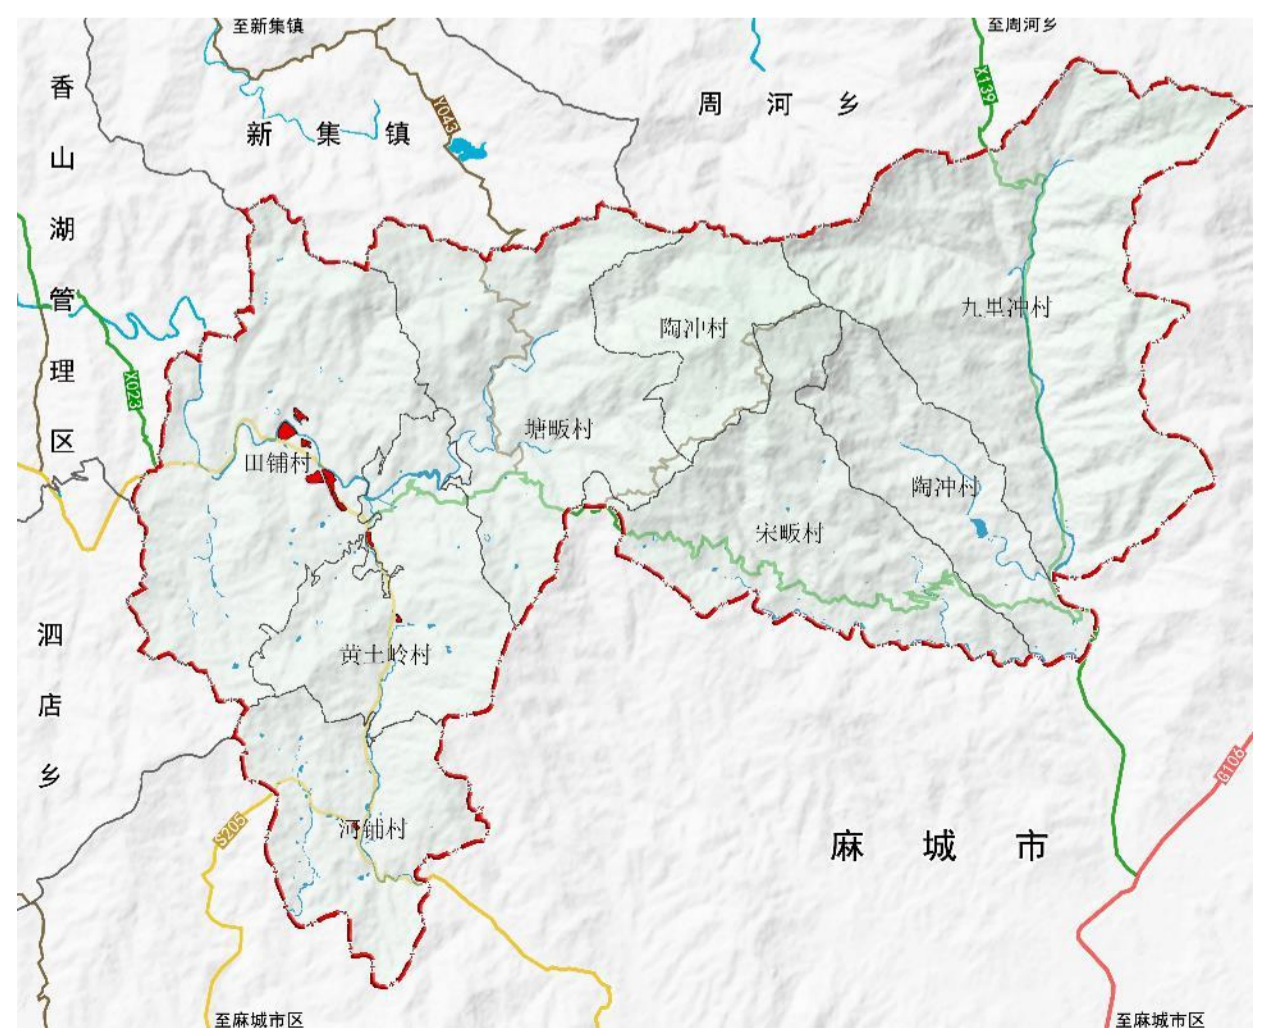 至新集镇
至周河乡
香山湖管理区
周河乡
X139
Y043
新集镇
九里冲村
陶冲村
X023
塘畈村
田铺村
陶冲村
宋畈村
泗店乡
黄土岭村
G106
S205
河铺村
麻城市
至麻城市区
至麻城市区